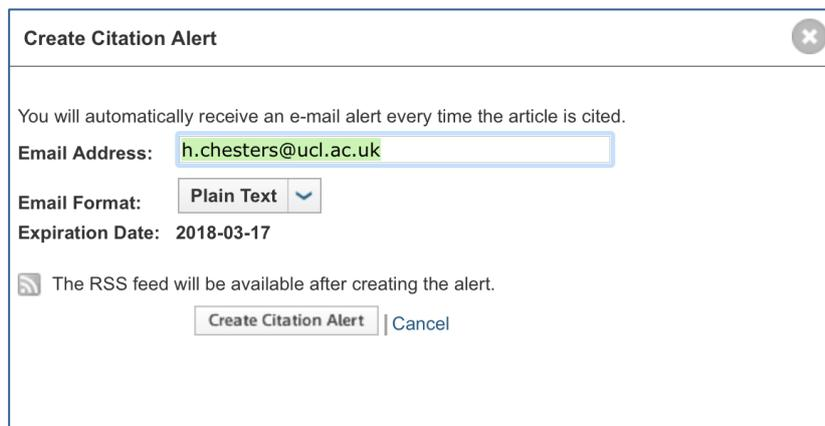 Create Citation Alert
You will automatically receive an e-mail alert every time the article is cited.
Email Address: h.chesters@ucl.ac.uk
Email Format: Plain Text
Expiration Date: 2018-03-17
The RSS feed will be available after creating the alert.
Create Citation Alert | Cancel